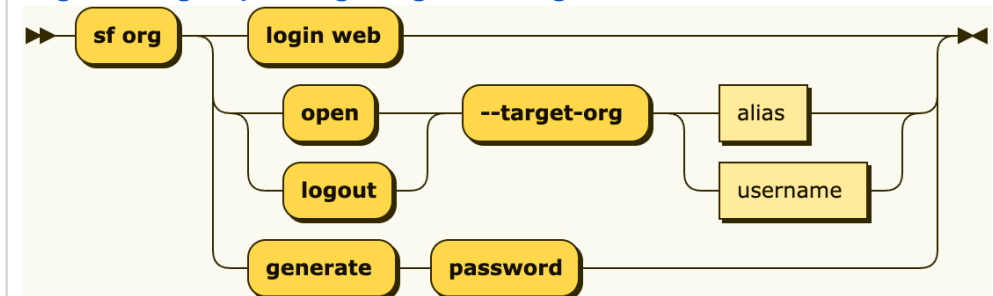 sf org login web
open --target-org alias
logout username
generate password